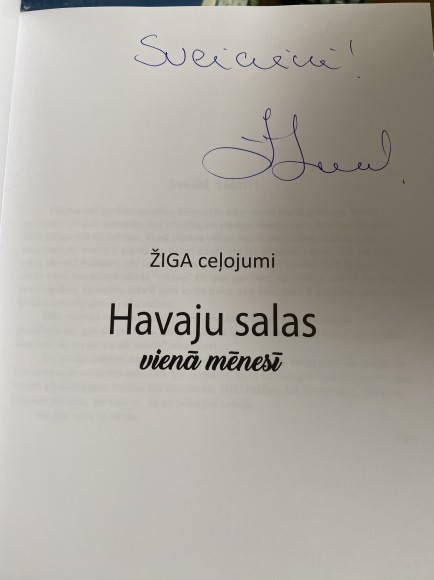 Sveicieni!
ŽIGA ceļojumi
Havaju salas
vienā mēnesī